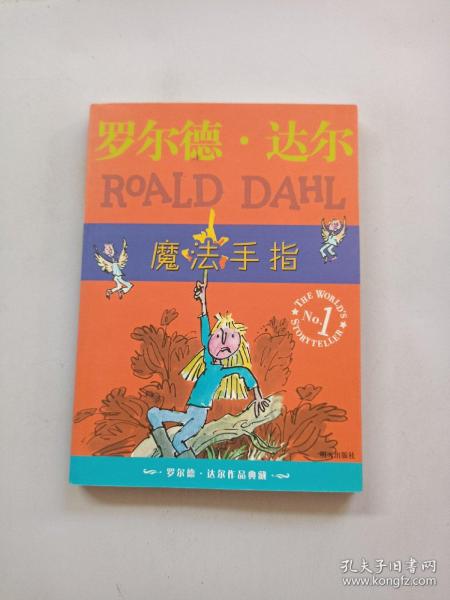 罗尔德·达尔
ROALD DAHL
魔法手指
THE WORLD'S
No.1
STORYTELLER
明天出版社
罗尔德·达尔作品典藏
孔夫子旧书网
www.kongfz.com